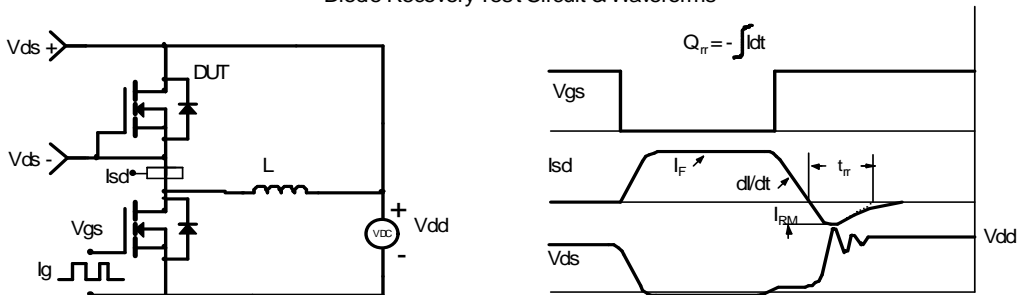 Diode Recovery Test Circuit & Waveforms
Vds +
DUT
Vds -
Isd
L
Vgs
Ig
VDC
+
-
Vdd
Qrr = - ∫Idt
Vgs
Isd
IF
dI/dt
trr
IRM
Vds
Vdd